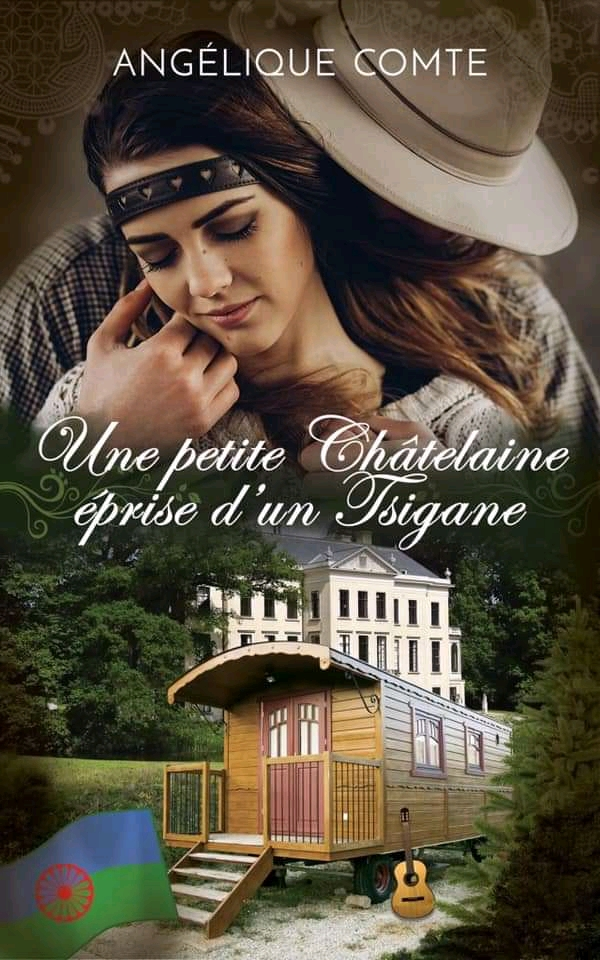 ANGÉLIQUE COMTE
Une petite Châtelaine
éprise d'un Tsigane